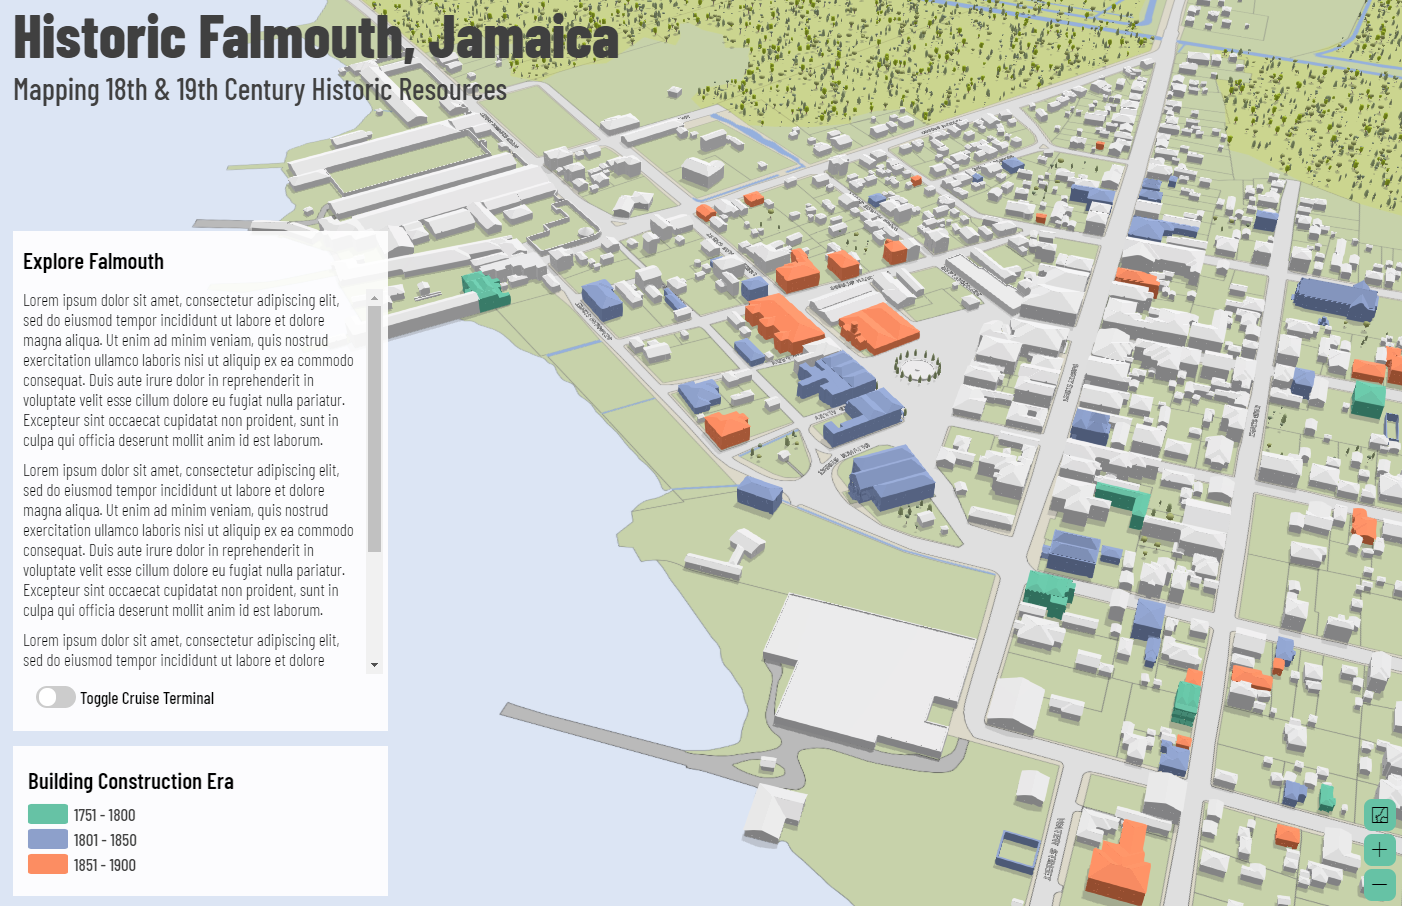 Historic Falmouth, Jamaica
Mapping 18th & 19th Century Historic Resources
Explore Falmouth
Lorem ipsum dolor sit amet, consectetur adipiscing elit,
sed do eiusmod tempor incididunt ut labore et dolore
magna aliqua. Ut enim ad minim veniam, quis nostrud
exercitation ullamco laboris nisi ut aliquip ex ea commodo
consequat. Duis aute irure dolor in reprehenderit in
voluptate velit esse cillum dolore eu fugiat nulla pariatur.
Excepteur sint occaecat cupidatat non proident, sunt in
culpa qui officia deserunt mollit anim id est laborum.
Lorem ipsum dolor sit amet, consectetur adipiscing elit,
sed do eiusmod tempor incididunt ut labore et dolore
magna aliqua. Ut enim ad minim veniam, quis nostrud
exercitation ullamco laboris nisi ut aliquip ex ea commodo
consequat. Duis aute irure dolor in reprehenderit in
voluptate velit esse cillum dolore eu fugiat nulla pariatur.
Excepteur sint occaecat cupidatat non proident, sunt in
culpa qui officia deserunt mollit anim id est laborum.
Lorem ipsum dolor sit amet, consectetur adipiscing elit,
sed do eiusmod tempor incididunt ut labore et dolore
Toggle Cruise Terminal
Building Construction Era
1751 - 1800
1801 - 1850
1851 - 1900
WATER STREET